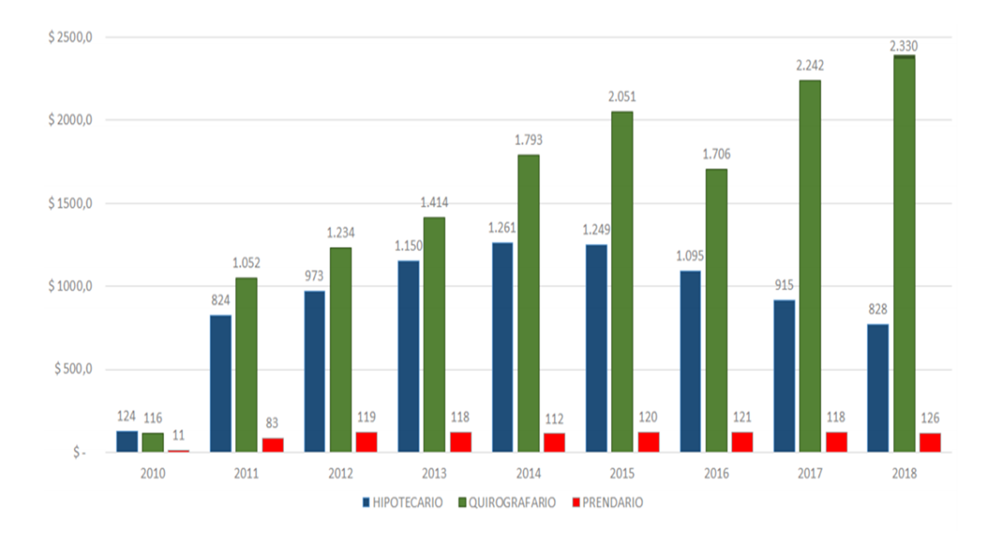 $ 2500,0
$ 2000,0
$ 1500,0
$ 1000,0
$ 500,0
$ -
124 116 11
824 1.052 83
973 1.234 119
1.150 1.414 118
1.261 1.793 112
1.249 2.051 120
1.095 1.706 121
915 2.242 118
828 2.330 126
2010 2011 2012 2013 2014 2015 2016 2017 2018
HIPOTECARIO QUIROGRAFARIO PRENDARIO